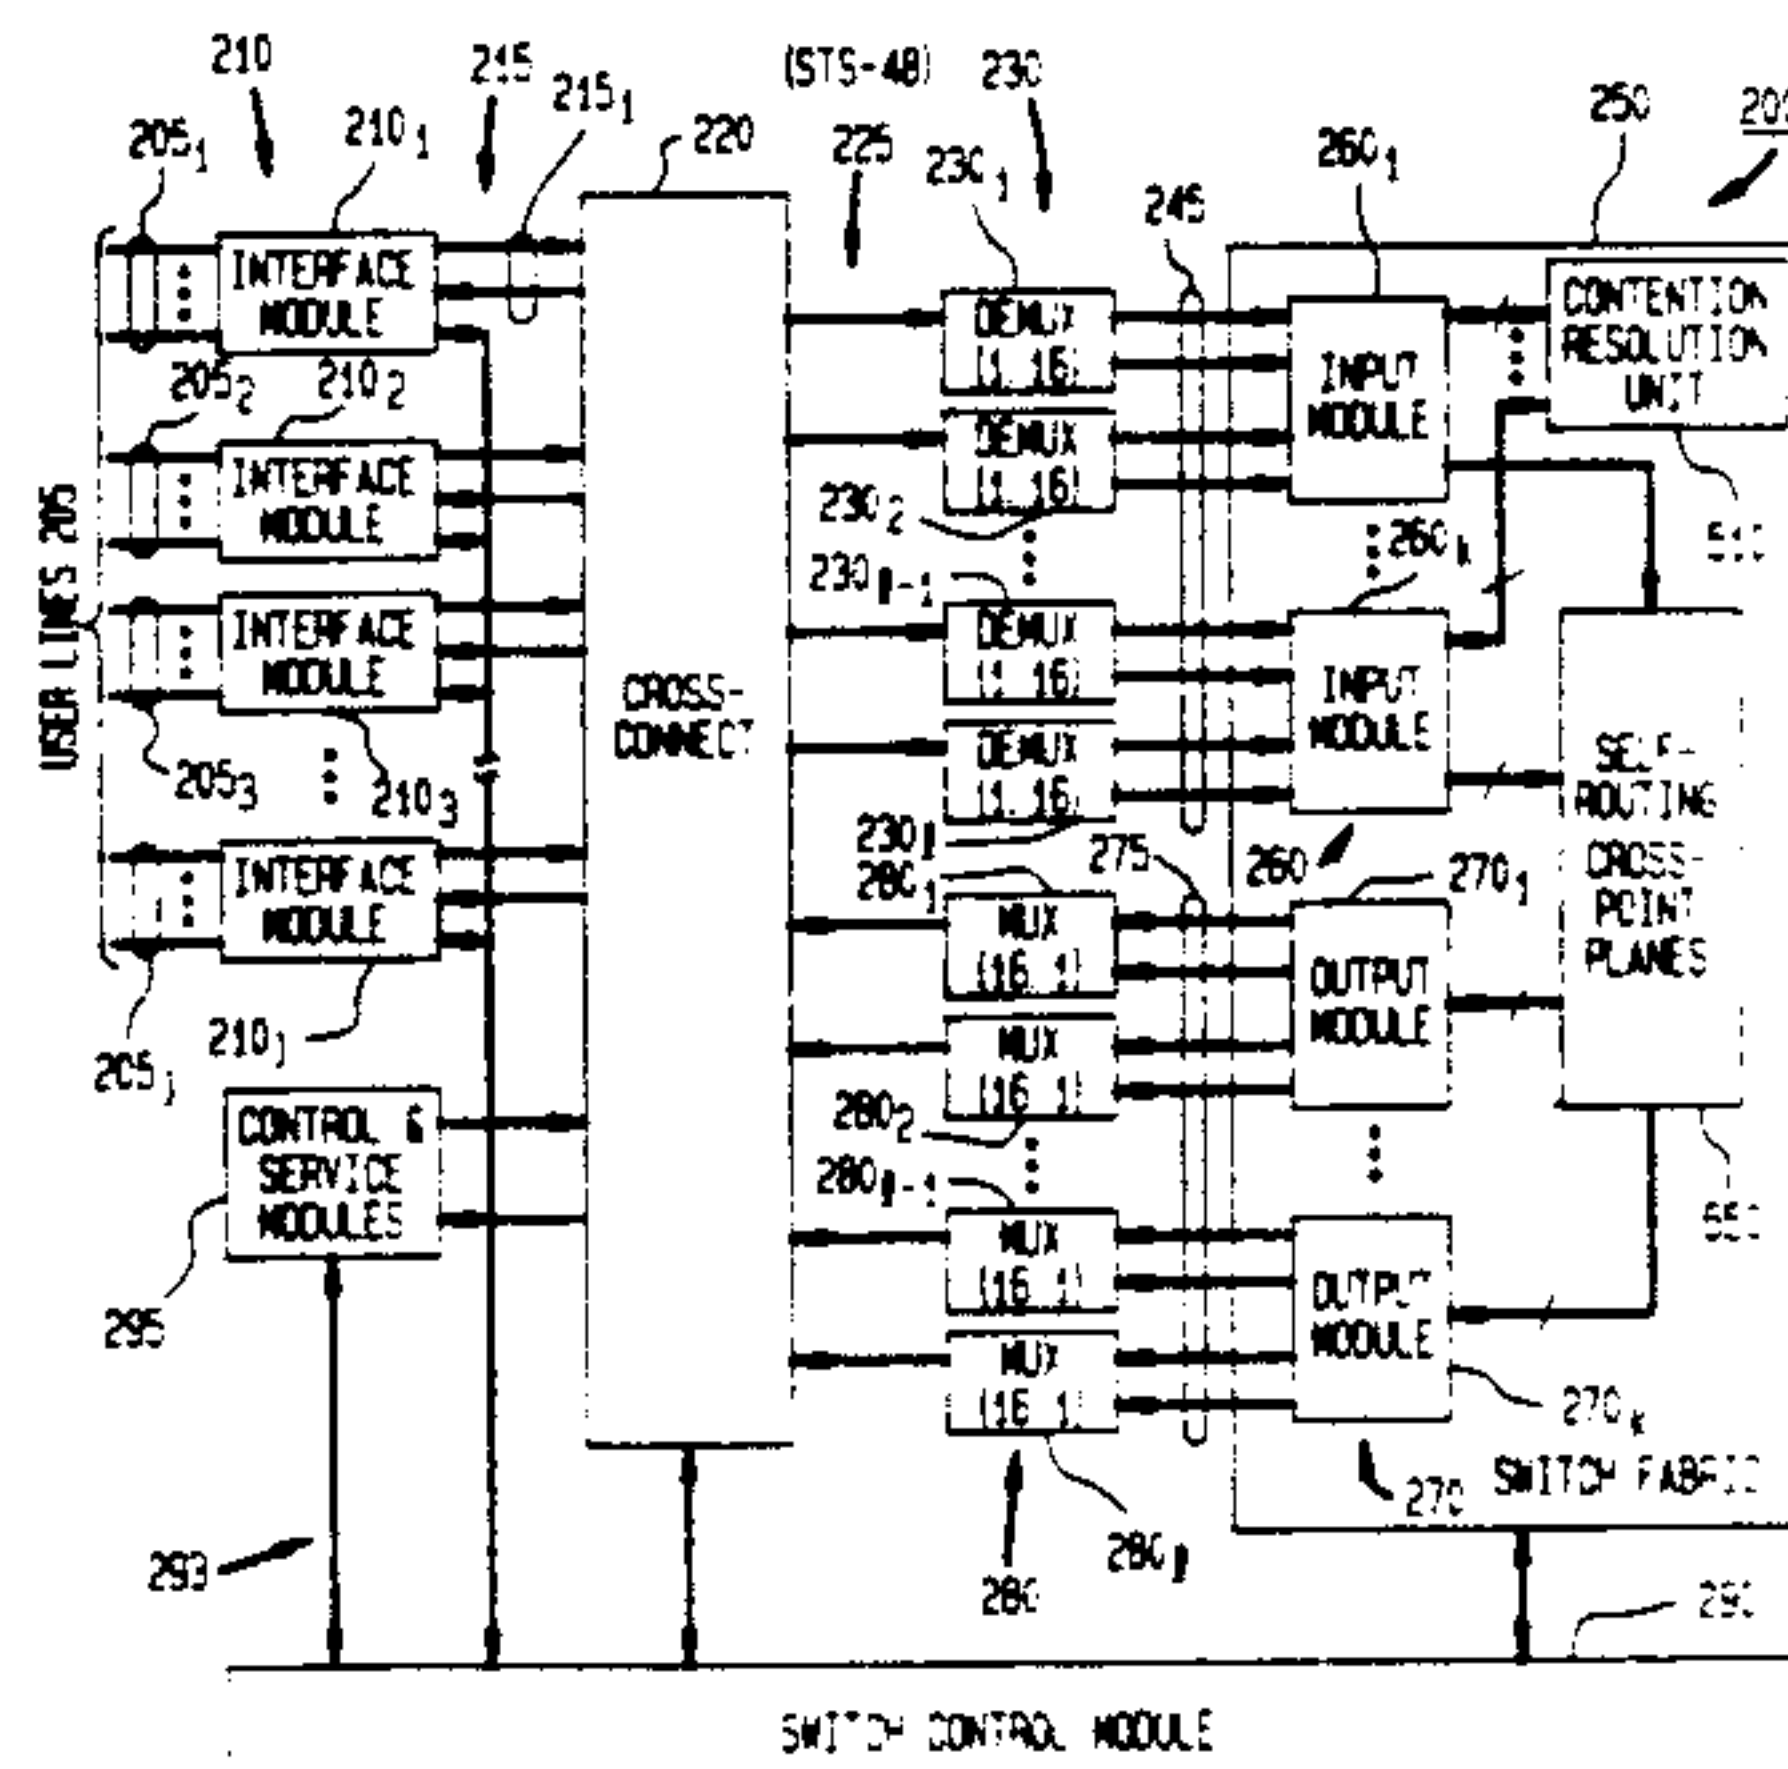 210
215
215₁
(STS-48)
230
250
205₁
210₁
220
225
230₁
260₁
245
INTERFACE
MODULE
DEMUX
(1 16)
INPUT
MODULE
CONTENTION
RESOLUTION
UNIT
205₂
210₂
INTERFACE
MODULE
DEMUX
(1 16)
230₂
260ₖ
230ₚ₋₁
USER LINES 205
INTERFACE
MODULE
CROSS-
CONNECT
DEMUX
(1 16)
INPUT
MODULE
DEMUX
(1 16)
SELF-
ROUTING
CROSS-
POINT
PLANES
205₃
210₃
230ₚ
260
275
280₁
270₁
INTERFACE
MODULE
MUX
(16 1)
OUTPUT
MODULE
205ⱼ
210ⱼ
MUX
(16 1)
280₂
CONTROL &
SERVICE
MODULES
280ₚ₋₁
MUX
(16 1)
OUTPUT
MODULE
295
MUX
(16 1)
270ₖ
270
SWITCH FABRIC
293
280
280ₚ
SWITCH CONTROL MODULE